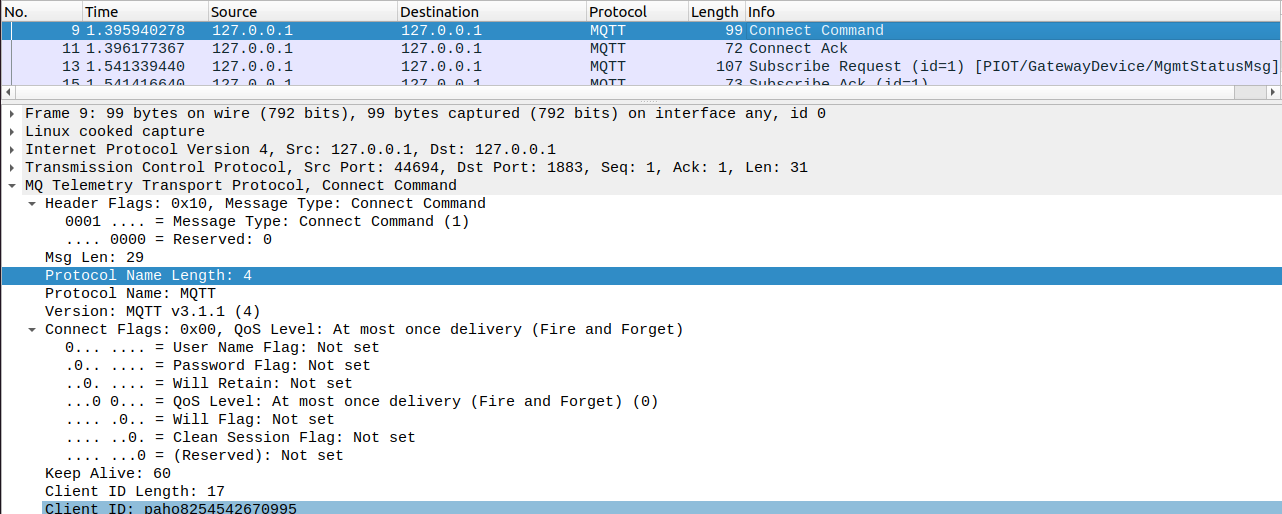 No. Time Source Destination Protocol Length Info
9 1.395940278 127.0.0.1 127.0.0.1 MQTT 99 Connect Command
11 1.396177367 127.0.0.1 127.0.0.1 MQTT 72 Connect Ack
13 1.541339440 127.0.0.1 127.0.0.1 MQTT 107 Subscribe Request (id=1) [PIOT/GatewayDevice/MgmtStatusMsg]
15 1.541416640 127.0.0.1 127.0.0.1 MQTT 73 Subscribe Ack (id=1)
Frame 9: 99 bytes on wire (792 bits), 99 bytes captured (792 bits) on interface any, id 0
Linux cooked capture
Internet Protocol Version 4, Src: 127.0.0.1, Dst: 127.0.0.1
Transmission Control Protocol, Src Port: 44694, Dst Port: 1883, Seq: 1, Ack: 1, Len: 31
MQ Telemetry Transport Protocol, Connect Command
Header Flags: 0x10, Message Type: Connect Command
0001 .... = Message Type: Connect Command (1)
.... 0000 = Reserved: 0
Msg Len: 29
Protocol Name Length: 4
Protocol Name: MQTT
Version: MQTT v3.1.1 (4)
Connect Flags: 0x00, QoS Level: At most once delivery (Fire and Forget)
0... .... = User Name Flag: Not set
.0.. .... = Password Flag: Not set
..0. .... = Will Retain: Not set
...0 0... = QoS Level: At most once delivery (Fire and Forget) (0)
.... .0.. = Will Flag: Not set
.... ..0. = Clean Session Flag: Not set
.... ...0 = (Reserved): Not set
Keep Alive: 60
Client ID Length: 17
Client ID: paho8254542670995